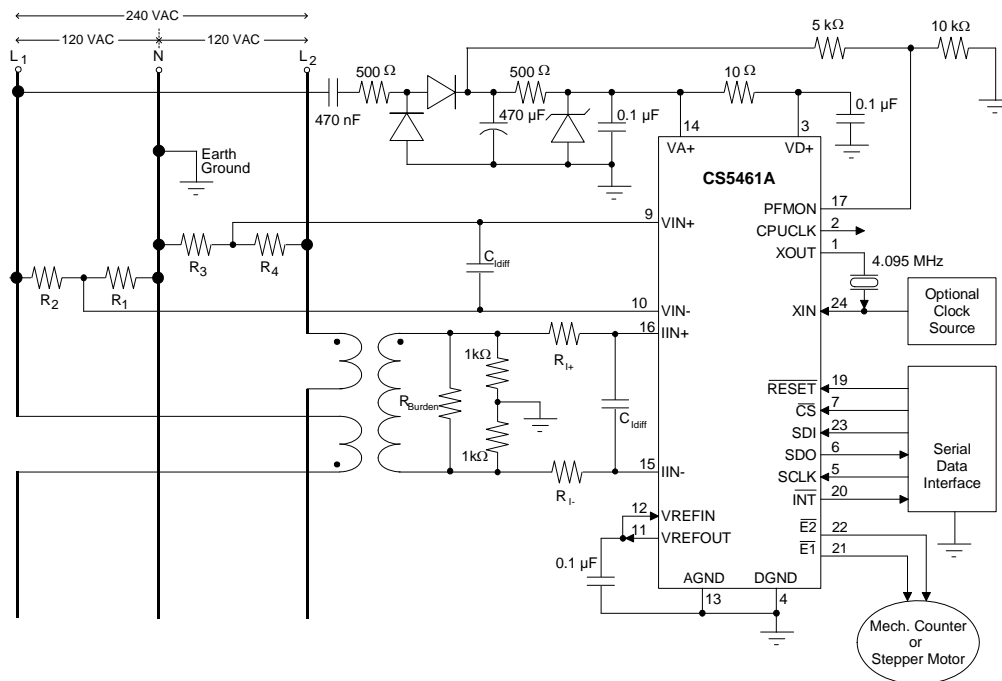 240 VAC
120 VAC
120 VAC
L1
N
L2
5 kΩ
10 kΩ
500 Ω
500 Ω
10 Ω
470 nF
470 µF
0.1 µF
0.1 µF
14
3
VA+
VD+
Earth
Ground
CS5461A
PFMON
17
CPUCLK
2
XOUT
1
9
VIN+
4.095 MHz
R3
R4
CIdiff
R2
R1
10
VIN-
XIN
24
Optional
Clock
Source
16
IIN+
RI+
1kΩ
RBurden
CIdiff
1kΩ
RI-
15
IIN-
RESET
19
CS
7
SDI
23
SDO
6
SCLK
5
INT
20
Serial
Data
Interface
12
VREFIN
11
VREFOUT
E2
22
E1
21
0.1 µF
AGND
DGND
13
4
Mech. Counter
or
Stepper Motor